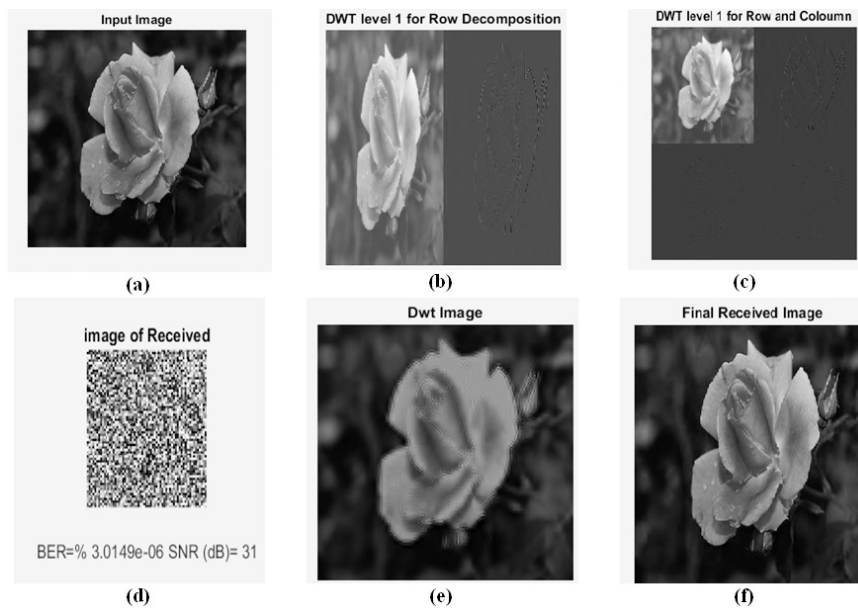 Input Image
DWT level 1 for Row Decomposition
DWT level 1 for Row and Coloumn
(a)
(b)
(c)
image of Received
BER=% 3.0149e-06 SNR (dB)= 31
Dwt Image
Final Received Image
(d)
(e)
(f)